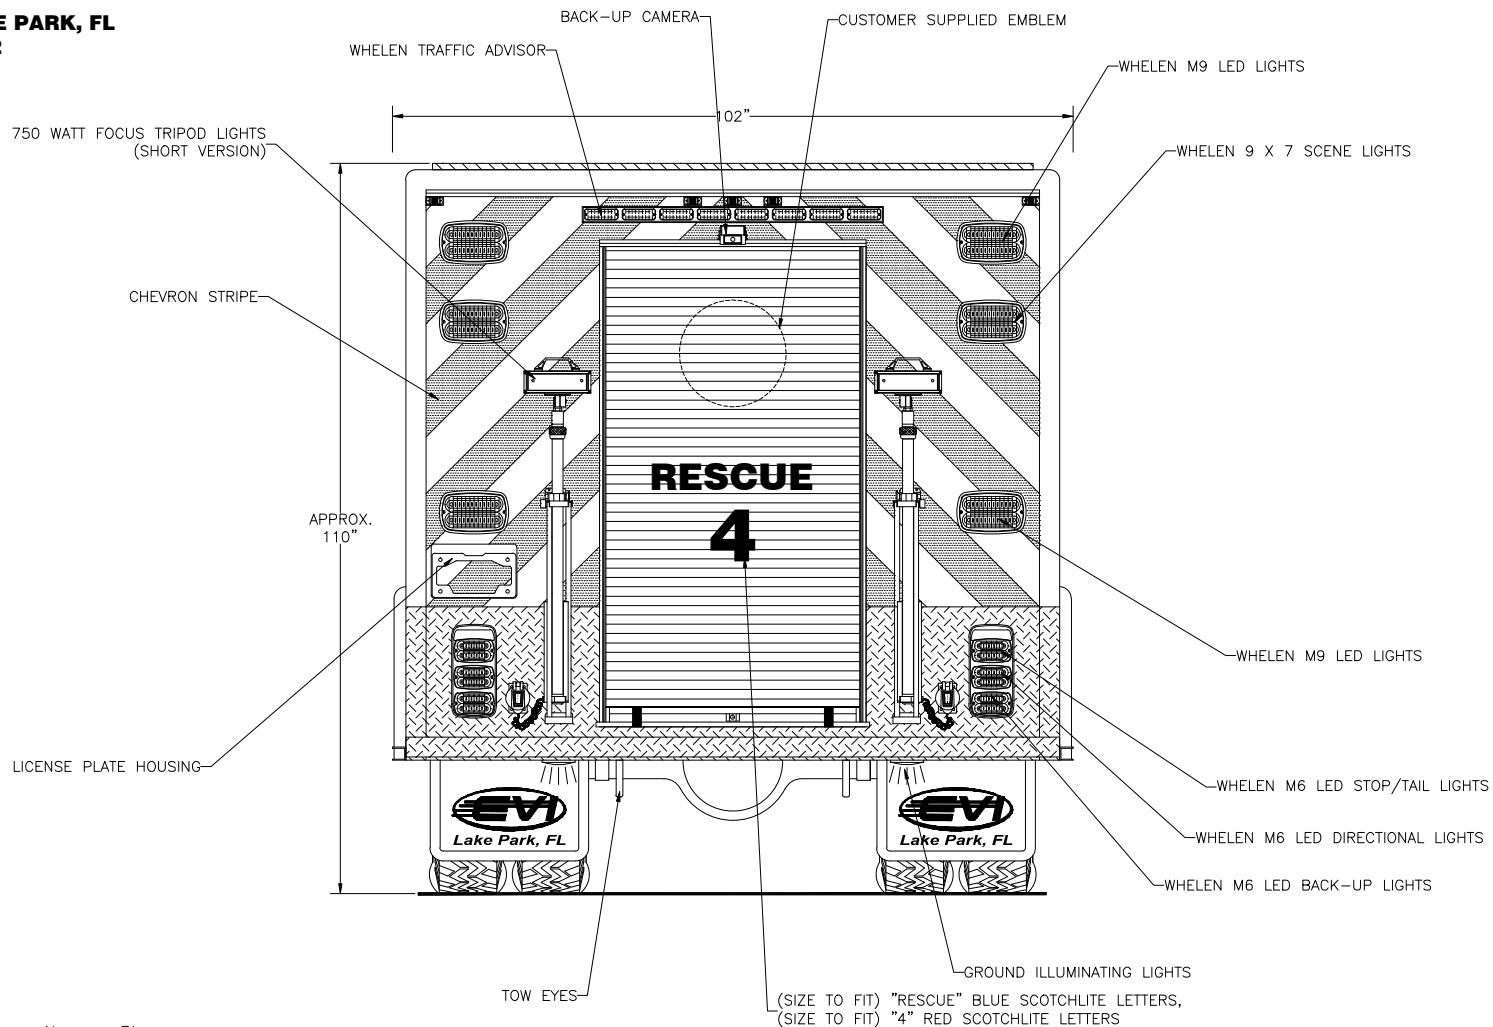 E PARK, FL
BACK-UP CAMERA
CUSTOMER SUPPLIED EMBLEM
WHELEN TRAFFIC ADVISOR
WHELEN M9 LED LIGHTS
102"
750 WATT FOCUS TRIPOD LIGHTS
(SHORT VERSION)
WHELEN 9 X 7 SCENE LIGHTS
CHEVRON STRIPE
RESCUE
4
APPROX.
110"
WHELEN M9 LED LIGHTS
LICENSE PLATE HOUSING
WHELEN M6 LED STOP/TAIL LIGHTS
EVI
Lake Park, FL
EVI
Lake Park, FL
WHELEN M6 LED DIRECTIONAL LIGHTS
WHELEN M6 LED BACK-UP LIGHTS
GROUND ILLUMINATING LIGHTS
TOW EYES
(SIZE TO FIT) "RESCUE" BLUE SCOTCHLITE LETTERS,
(SIZE TO FIT) "4" RED SCOTCHLITE LETTERS